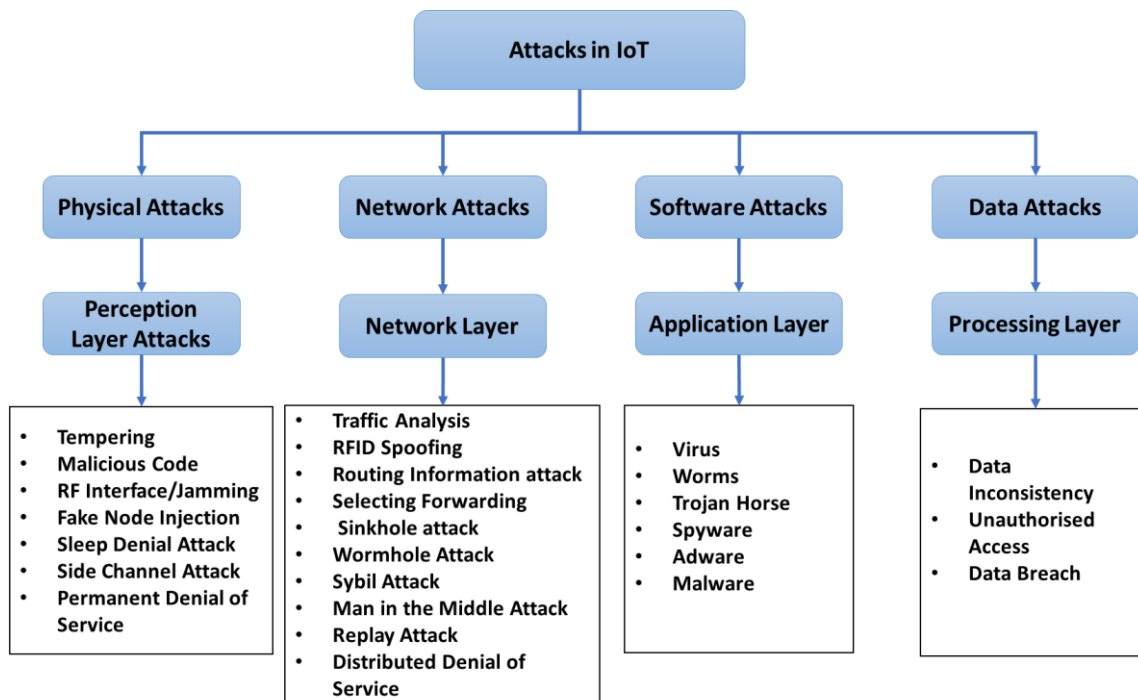 Attacks in IoT
Physical Attacks
Network Attacks
Software Attacks
Data Attacks
Perception
Layer Attacks
Network Layer
Application Layer
Processing Layer
• Tempering
• Malicious Code
• RF Interface/Jamming
• Fake Node Injection
• Sleep Denial Attack
• Side Channel Attack
• Permanent Denial of
Service
• Traffic Analysis
• RFID Spoofing
• Routing Information attack
• Selecting Forwarding
• Sinkhole attack
• Wormhole Attack
• Sybil Attack
• Man in the Middle Attack
• Replay Attack
• Distributed Denial of
Service
• Virus
• Worms
• Trojan Horse
• Spyware
• Adware
• Malware
• Data
Inconsistency
• Unauthorised
Access
• Data Breach